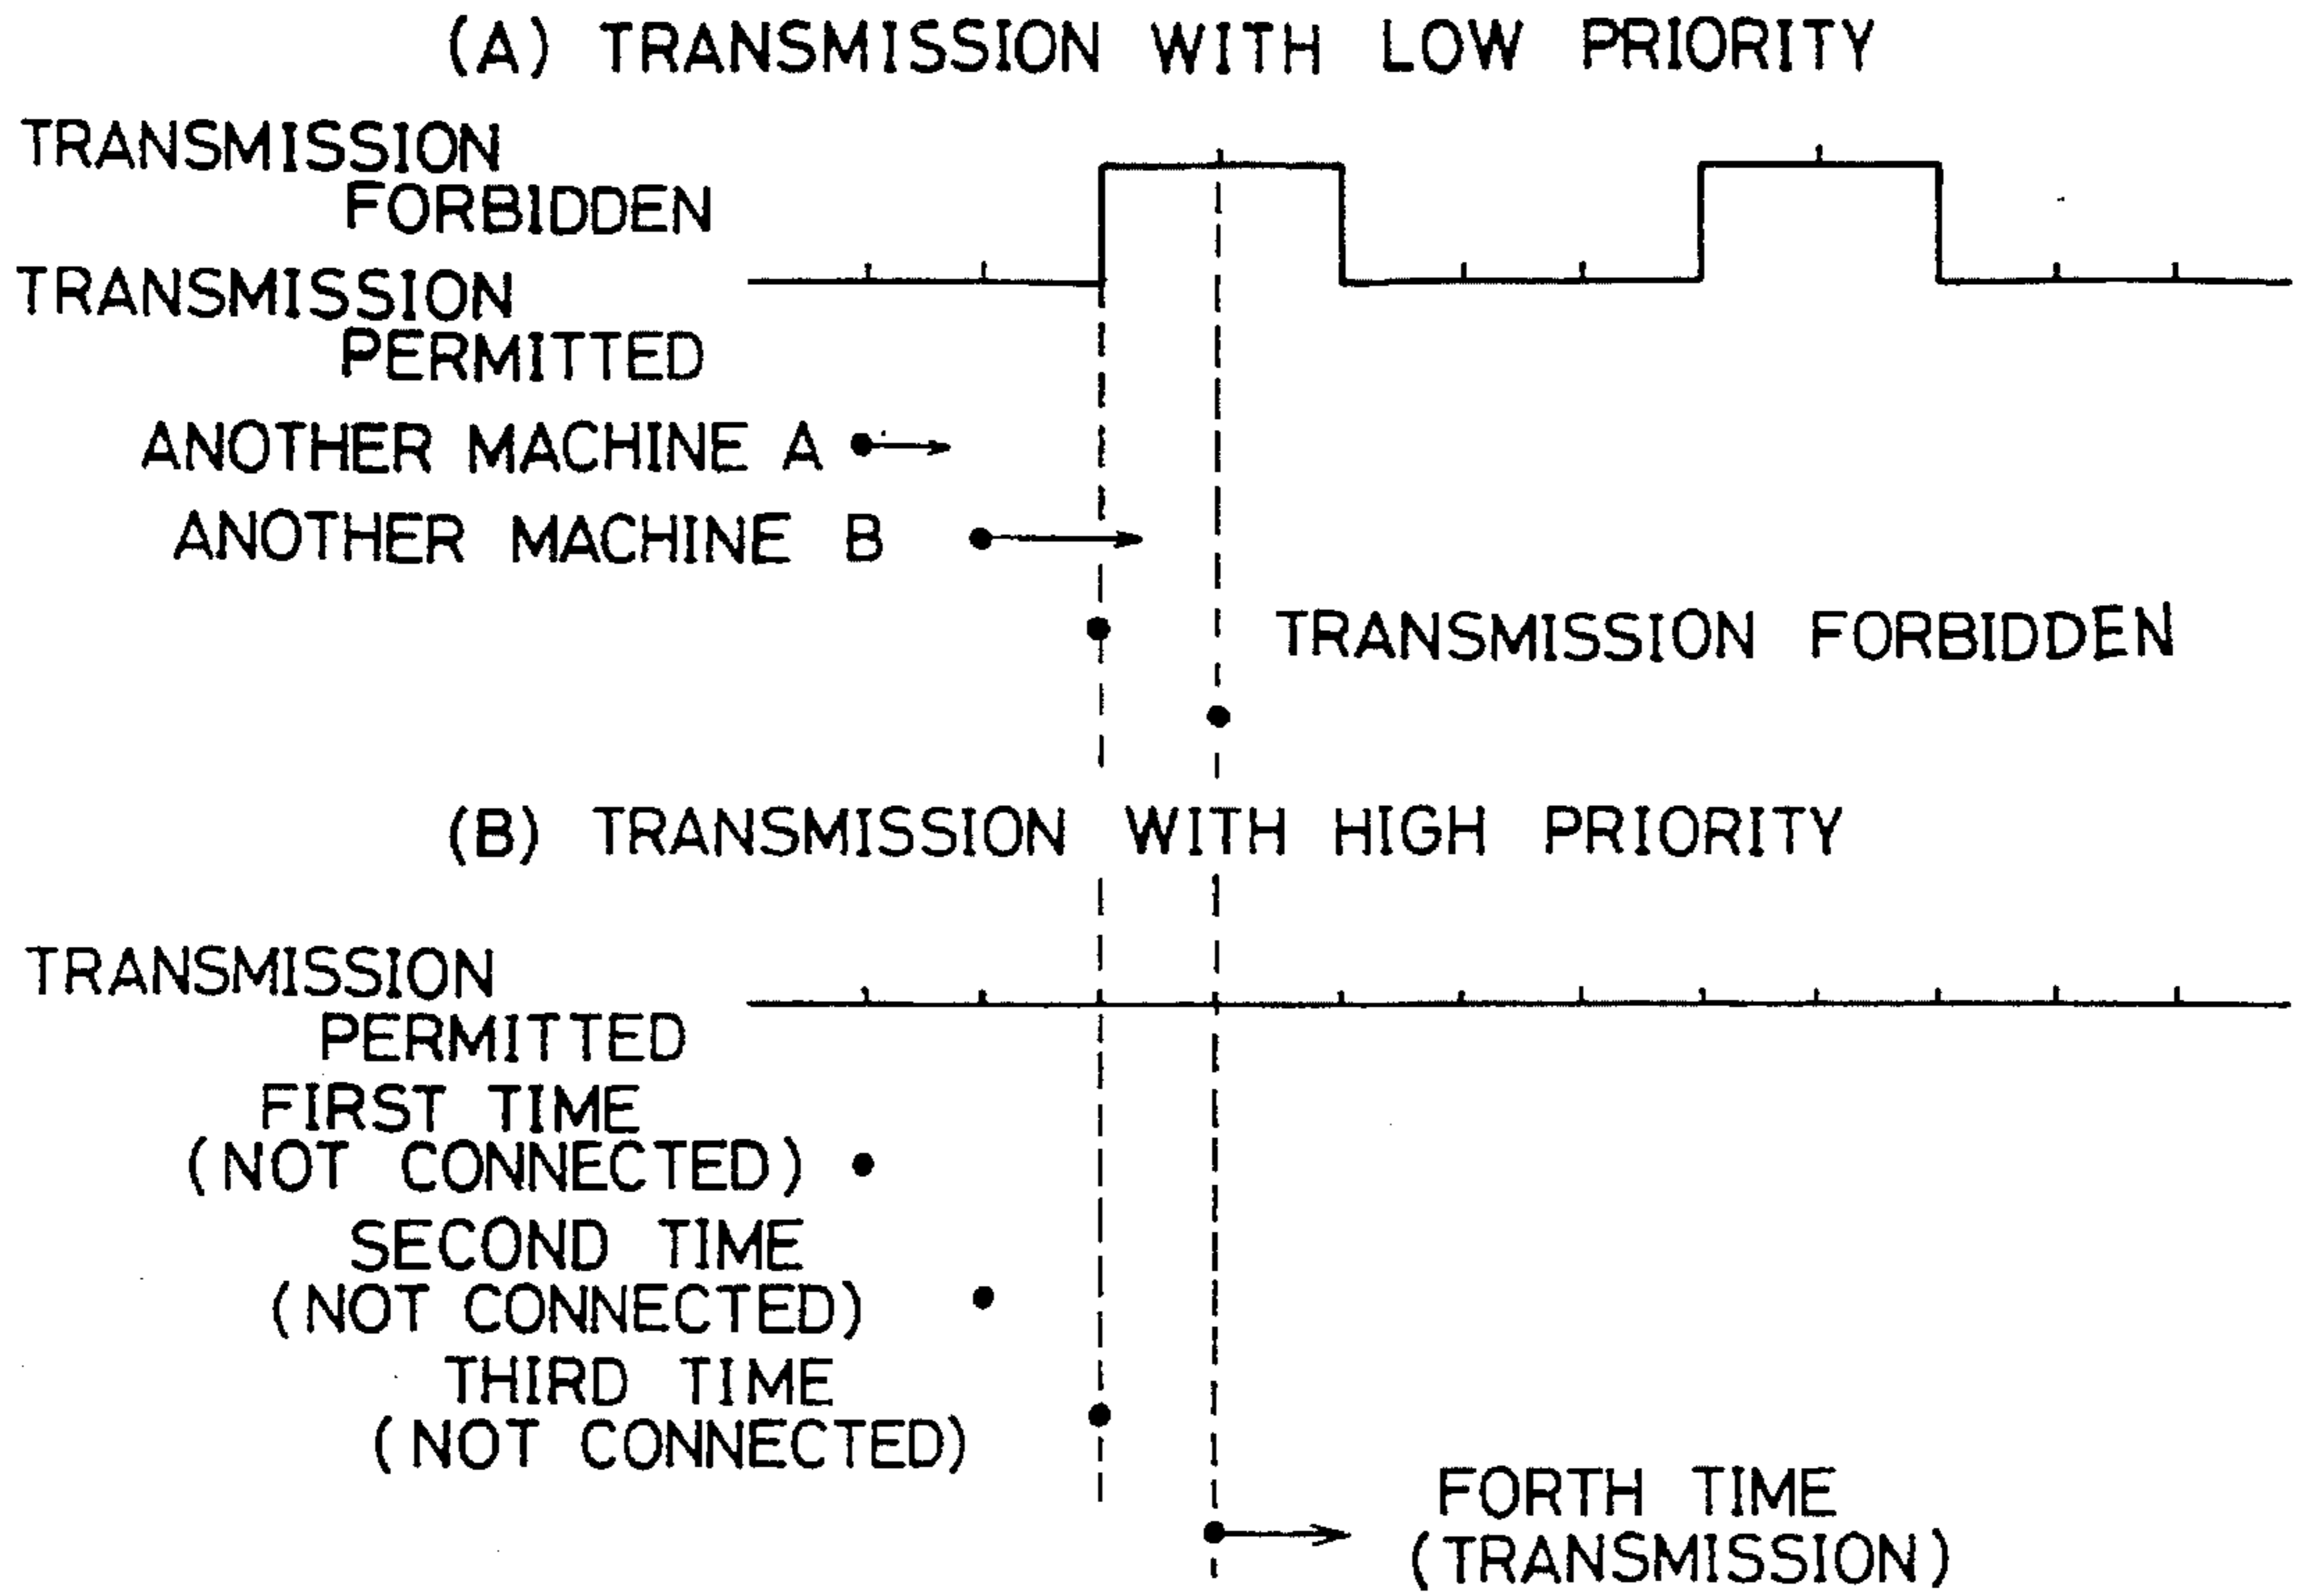 (A) TRANSMISSION WITH LOW PRIORITY
TRANSMISSION
FORBIDDEN
TRANSMISSION
PERMITTED
ANOTHER MACHINE A
ANOTHER MACHINE B
TRANSMISSION FORBIDDEN
(B) TRANSMISSION WITH HIGH PRIORITY
TRANSMISSION
PERMITTED
FIRST TIME
(NOT CONNECTED)
SECOND TIME
(NOT CONNECTED)
THIRD TIME
(NOT CONNECTED)
FORTH TIME
(TRANSMISSION)